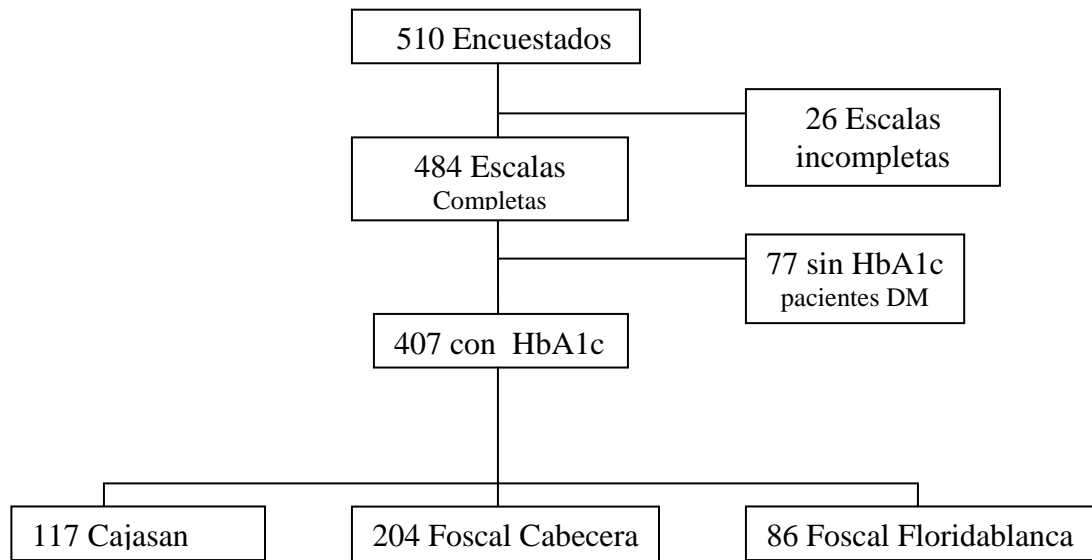 510 Encuestados
26 Escalas
incompletas
484 Escalas
Completas
77 sin HbA1c
pacientes DM
407 con HbA1c
117 Cajasan
204 Foscal Cabecera
86 Foscal Floridablanca